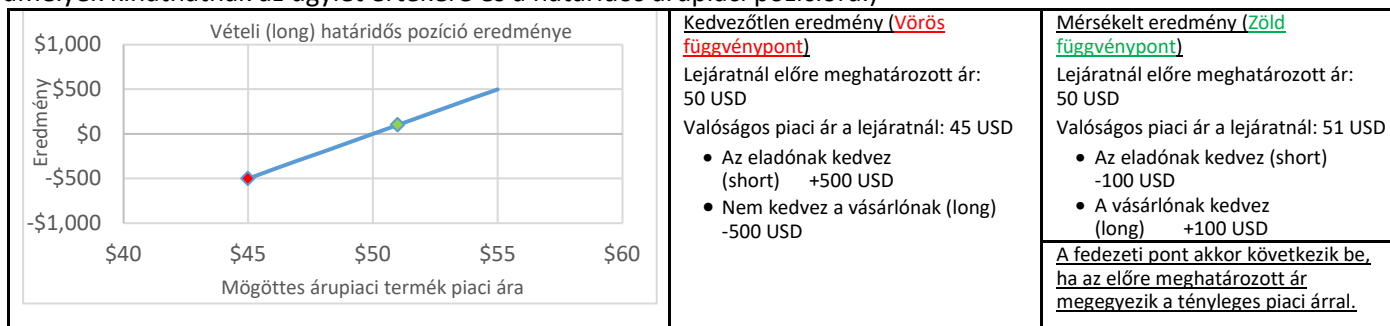 amelyek kihathatnak az ügylet értékére és a határidős árupiaci pozícióra.)
Vételi (long) határidős pozíció eredménye
Eredmény
$1,000
$500
$0
-$500
-$1,000
$40 $45 $50 $55 $60
Mögöttes árupiaci termék piaci ára
Kedvezőtlen eredmény (Vörös
függvénypont)
Lejáratnál előre meghatározott ár:
50 USD
Valóságos piaci ár a lejáratnál: 45 USD
• Az eladónak kedvez
(short) +500 USD
• Nem kedvez a vásárlónak (long)
-500 USD
Mérsékelt eredmény (Zöld
függvénypont)
Lejáratnál előre meghatározott ár:
50 USD
Valóságos piaci ár a lejáratnál: 51 USD
• Az eladónak kedvez (short)
-100 USD
• A vásárlónak kedvez
(long) +100 USD
A fedezeti pont akkor következik be,
ha az előre meghatározott ár
megegyezik a tényleges piaci árral.